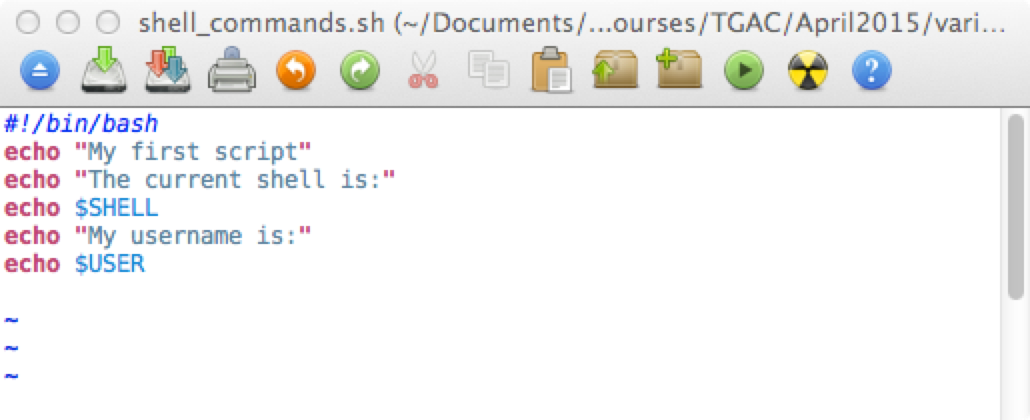 shell_commands.sh (~/Documents/...ourses/TGAC/April2015/vari...
#!/bin/bash
echo "My first script"
echo "The current shell is:"
echo $SHELL
echo "My username is:"
echo $USER
~
~
~